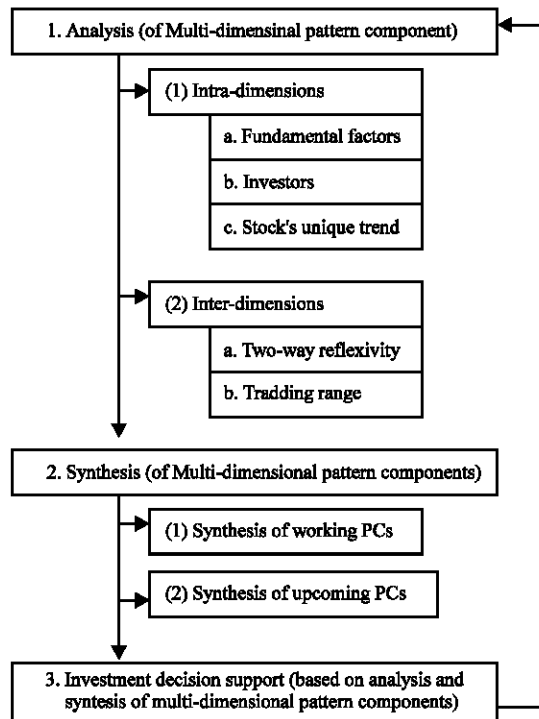 1. Analysis (of Multi-dimensinal pattern component)
(1) Intra-dimensions
a. Fundamental factors
b. Investors
c. Stock's unique trend
(2) Inter-dimensions
a. Two-way reflexivity
b. Tradding range
2. Synthesis (of Multi-dimensional pattern components)
(1) Synthesis of working PCs
(2) Synthesis of upcoming PCs
3. Investment decision support (based on analysis and
syntesis of multi-dimensional pattern components)